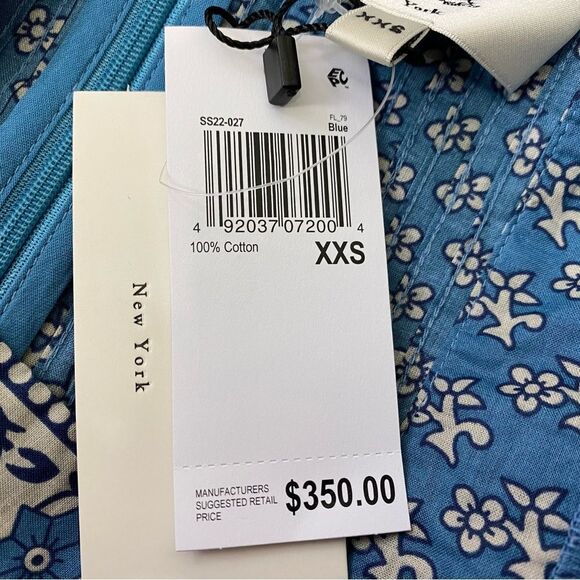 XXS
York
SS22-027
FL_79
Blue
4 92037 07200 4
100% Cotton
XXS
New York
MANUFACTURERS
SUGGESTED RETAIL
PRICE
$350.00